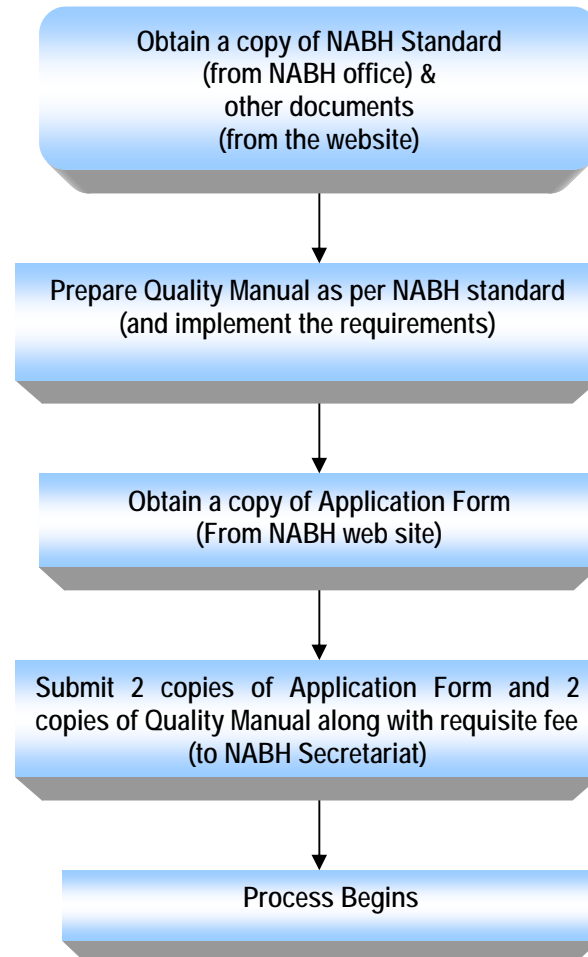 Obtain a copy of NABH Standard
(from NABH office) &
other documents
(from the website)
Prepare Quality Manual as per NABH standard
(and implement the requirements)
Obtain a copy of Application Form
(From NABH web site)
Submit 2 copies of Application Form and 2
copies of Quality Manual along with requisite fee
(to NABH Secretariat)
Process Begins